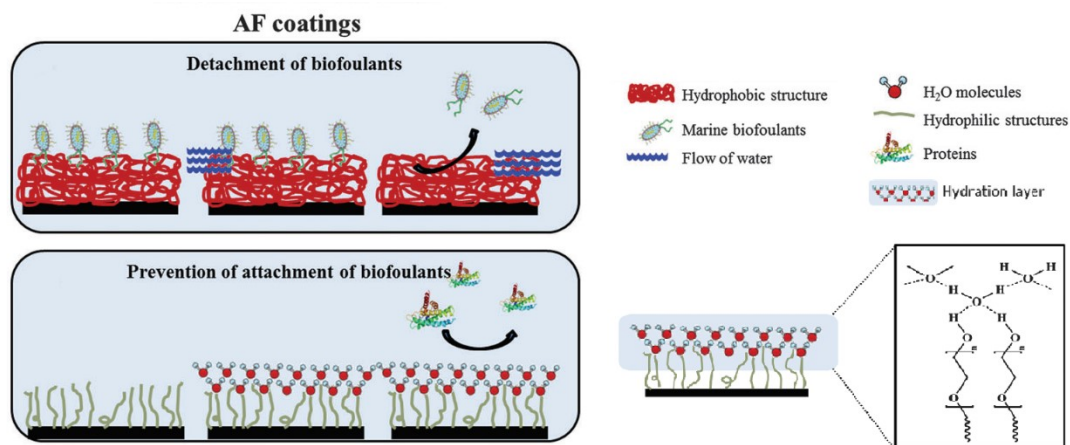 AF coatings
Detachment of biofoulants
Prevention of attachment of biofoulants
Hydrophobic structure
Marine biofoulants
Flow of water
H₂O molecules
Hydrophilic structures
Proteins
Hydration layer
H H
O O
H H
O
H H
O O
n n
O O